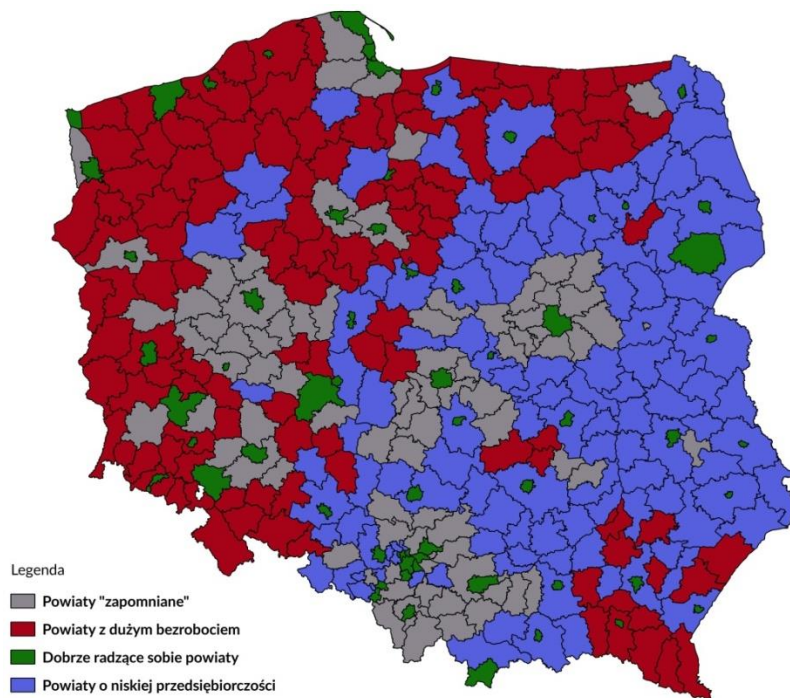 Legenda
Powiaty "zapomniane"
Powiaty z dużym bezrobociem
Dobrze radzące sobie powiaty
Powiaty o niskiej przedsiębiorczości